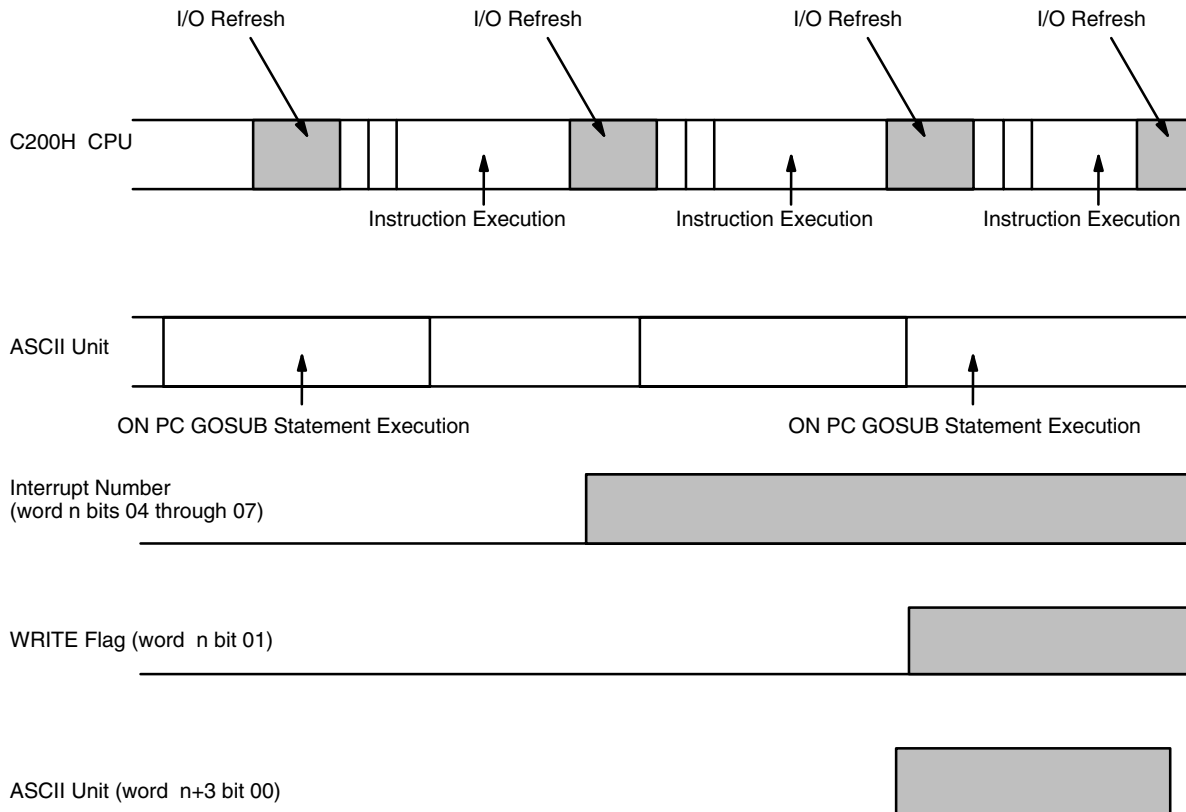 I/O Refresh I/O Refresh I/O Refresh I/O Refresh
C200H CPU
Instruction Execution Instruction Execution Instruction Execution
ASCII Unit
ON PC GOSUB Statement Execution ON PC GOSUB Statement Execution
Interrupt Number
(word n bits 04 through 07)
WRITE Flag (word n bit 01)
ASCII Unit (word n+3 bit 00)